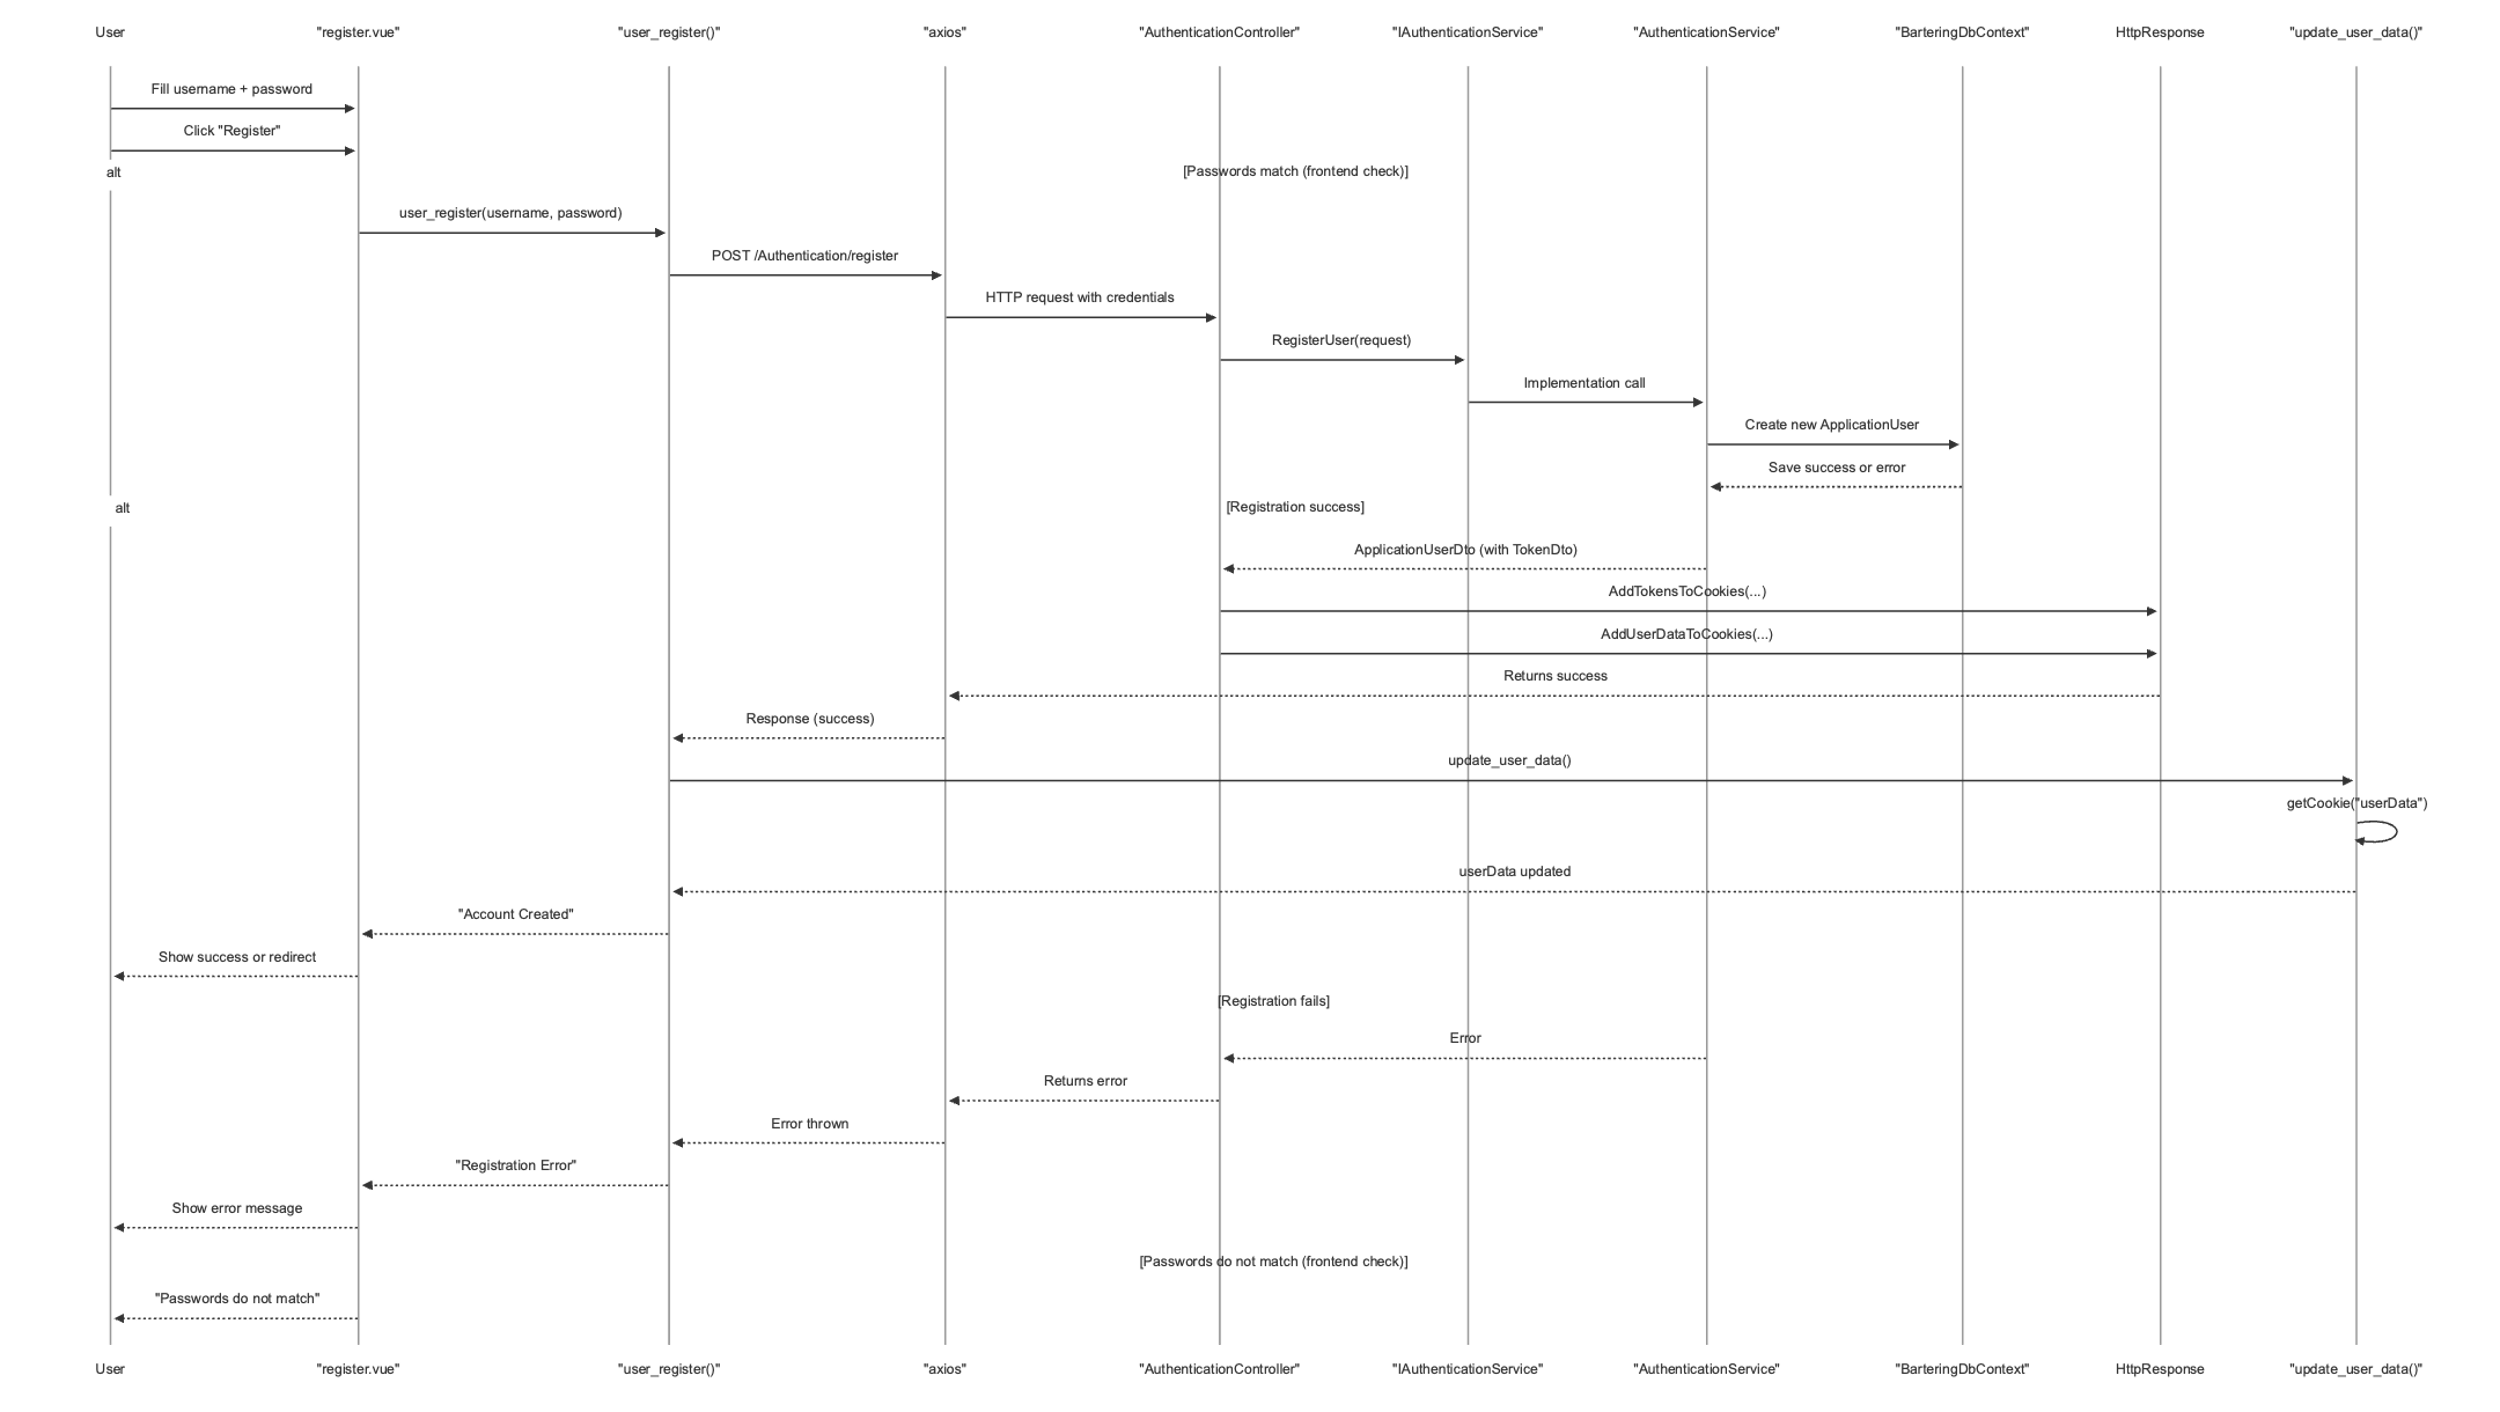 User
"register.vue"
"user_register()"
"axios"
"AuthenticationController"
"IAuthenticationService"
"AuthenticationService"
"BarteringDbContext"
HttpResponse
"update_user_data()"
Fill username + password
Click "Register"
alt
[Passwords match (frontend check)]
user_register(username, password)
POST /Authentication/register
HTTP request with credentials
RegisterUser(request)
Implementation call
Create new ApplicationUser
Save success or error
alt
[Registration success]
ApplicationUserDto (with TokenDto)
AddTokensToCookies(...)
AddUserDataToCookies(...)
Returns success
Response (success)
update_user_data()
getCookie("userData")
userData updated
"Account Created"
Show success or redirect
[Registration fails]
Error
Returns error
Error thrown
"Registration Error"
Show error message
[Passwords do not match (frontend check)]
"Passwords do not match"
User
"register.vue"
"user_register()"
"axios"
"AuthenticationController"
"IAuthenticationService"
"AuthenticationService"
"BarteringDbContext"
HttpResponse
"update_user_data()"